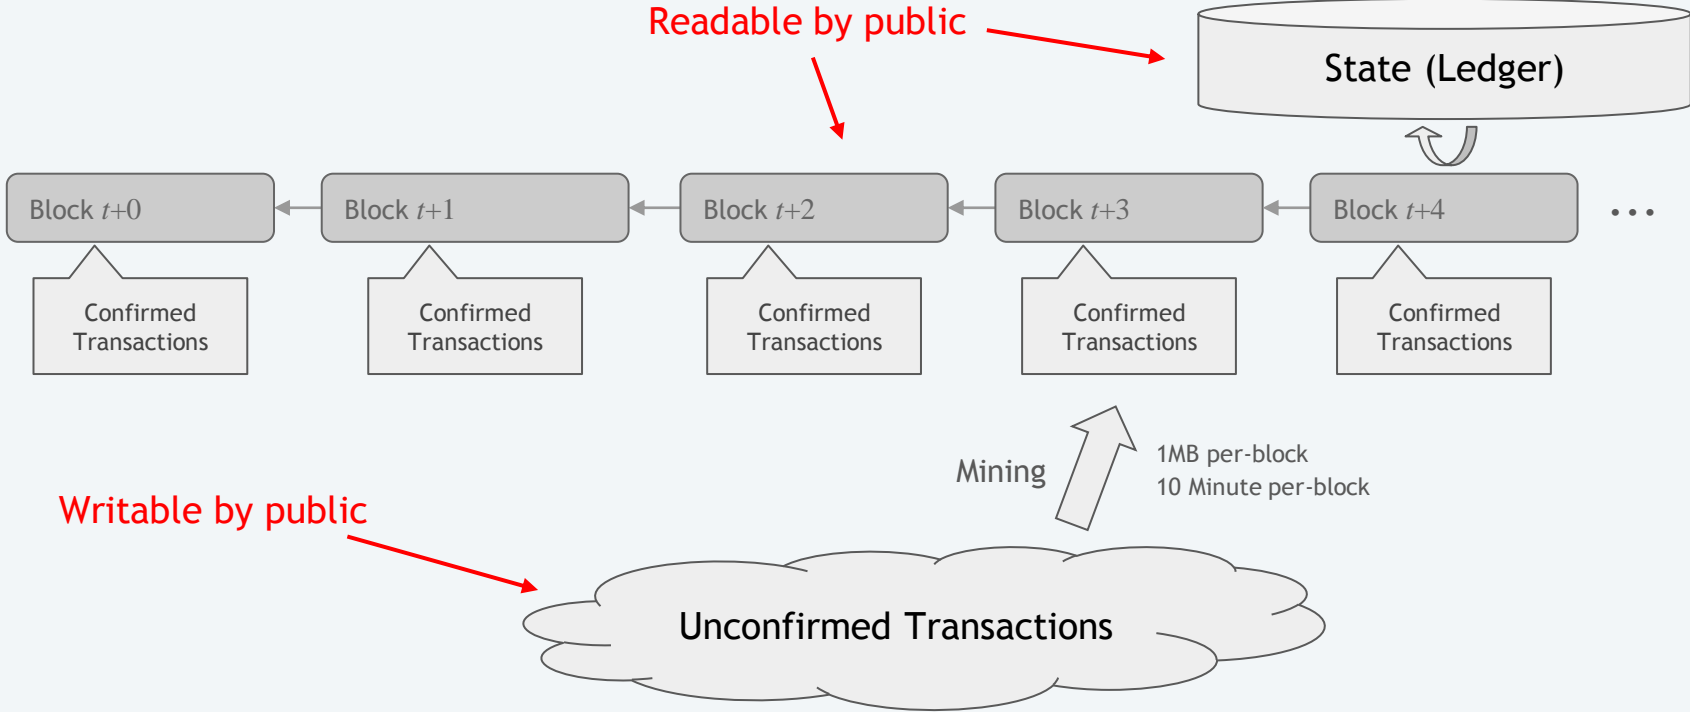 Readable by public
State (Ledger)
Block t+0
Block t+1
Block t+2
Block t+3
Block t+4
...
Confirmed
Transactions
Confirmed
Transactions
Confirmed
Transactions
Confirmed
Transactions
Confirmed
Transactions
Mining
1MB per-block
10 Minute per-block
Writable by public
Unconfirmed Transactions